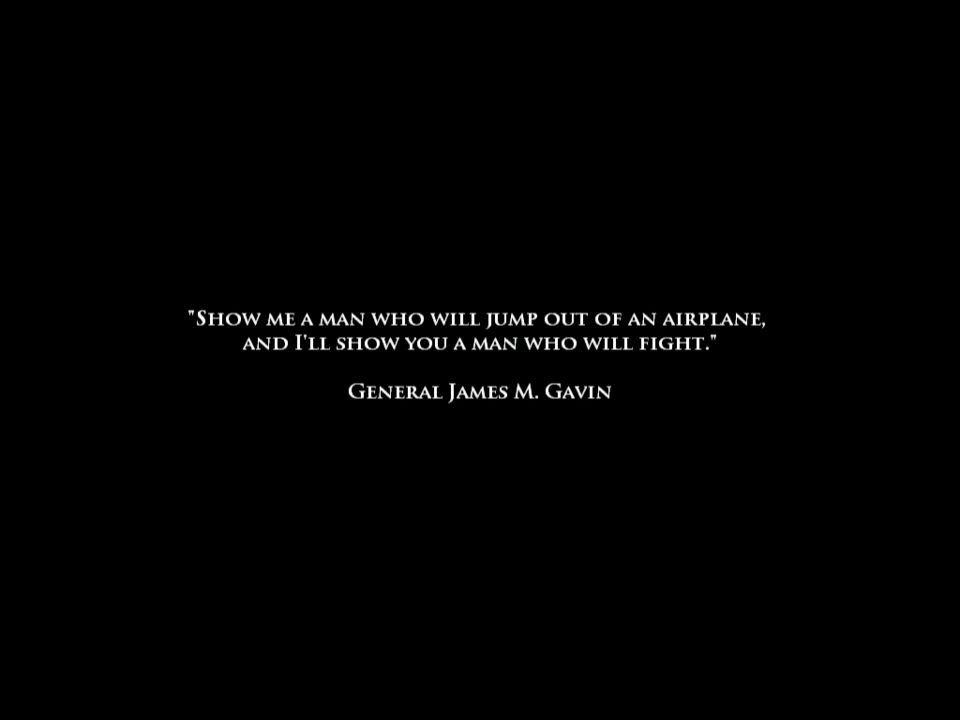 "Show me a man who will jump out of an airplane,
and I'll show you a man who will fight."
General James M. Gavin